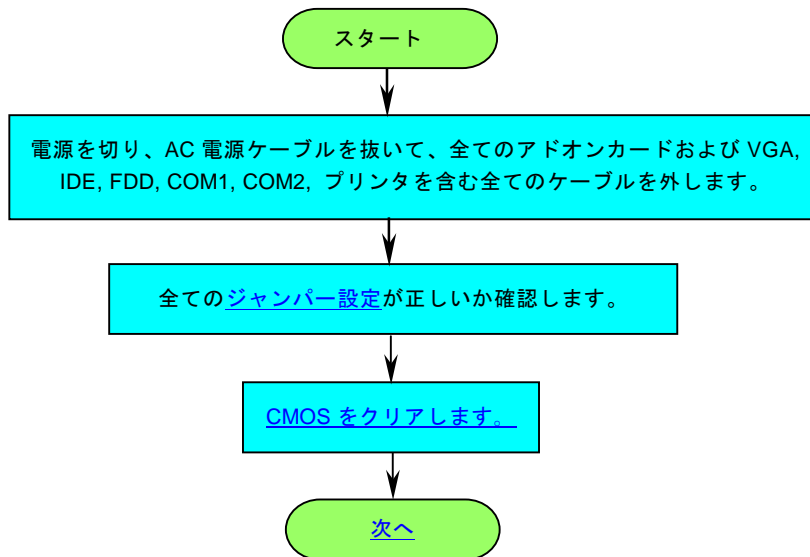 スタート
電源を切り、AC 電源ケーブルを抜いて、全てのアドオンカードおよび VGA,
IDE, FDD, COM1, COM2, プリンタを含む全てのケーブルを外します。
全てのジャンパー設定が正しいか確認します。
CMOS をクリアします。
次へ